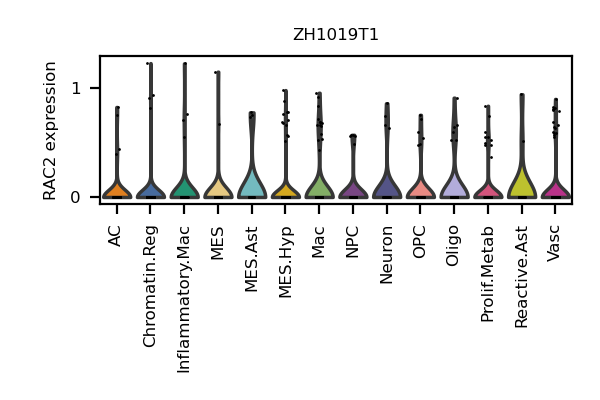 ZH1019T1
RAC2 expression
1
0
AC
Chromatin.Reg
Inflammatory.Mac
MES
MES.Ast
MES.Hyp
Mac
NPC
Neuron
OPC
Oligo
Prolif.Metab
Reactive.Ast
Vasc